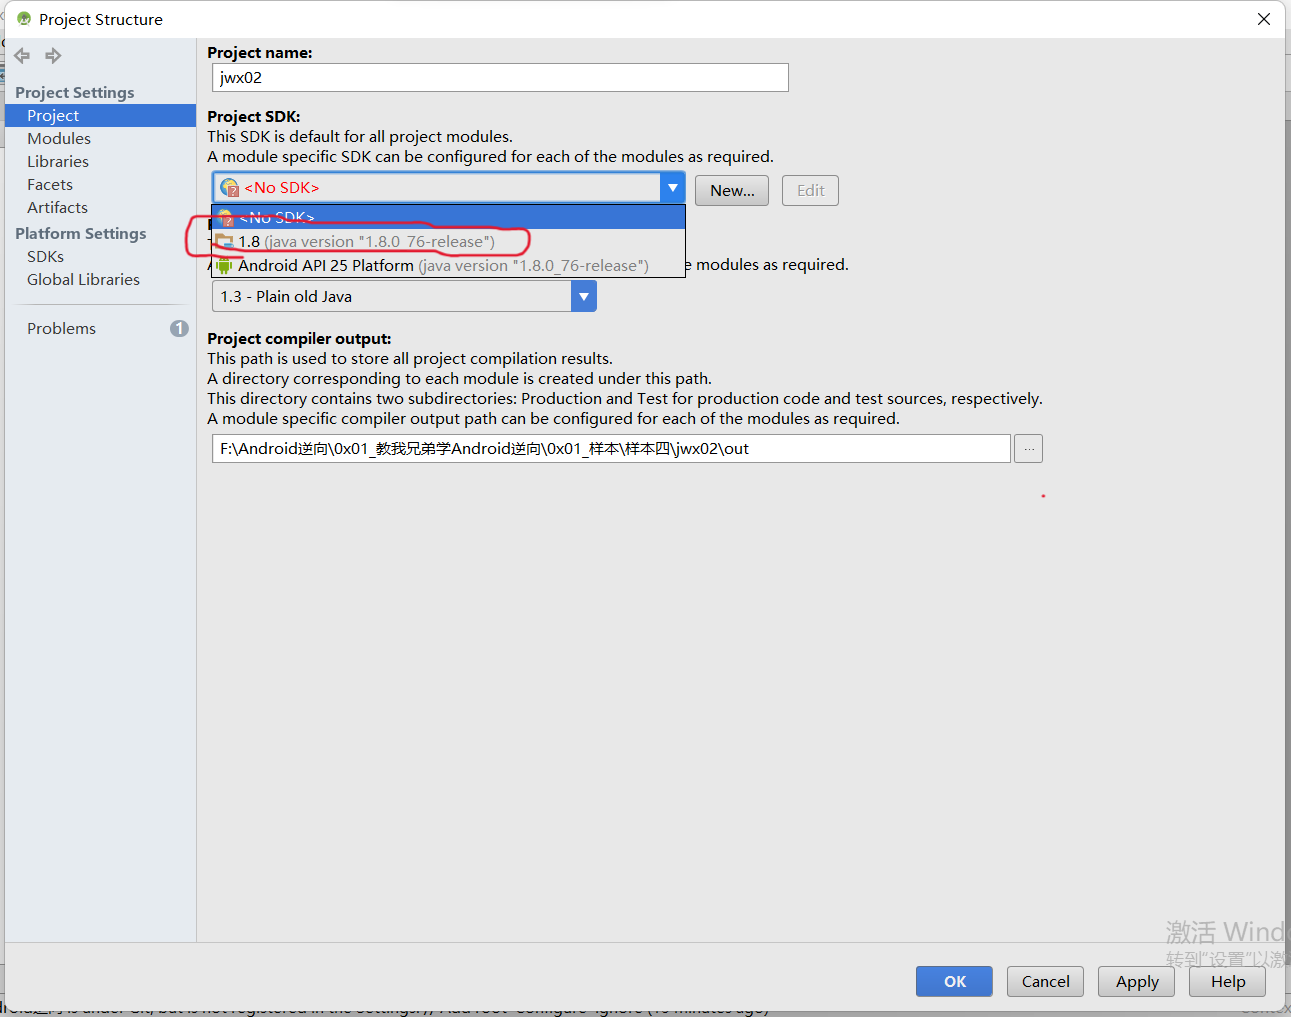 Project Structure
Project Settings
Project
Modules
Libraries
Facets
Artifacts
Platform Settings
SDKs
Global Libraries
Problems
1
Project name:
jwx02
Project SDK:
This SDK is default for all project modules.
A module specific SDK can be configured for each of the modules as required.
<No SDK>
New...
Edit
<No SDK>
1.8 (java version "1.8.0_76-release")
Android API 25 Platform (java version "1.8.0_76-release")
e modules as required.
1.3 - Plain old Java
Project compiler output:
This path is used to store all project compilation results.
A directory corresponding to each module is created under this path.
This directory contains two subdirectories: Production and Test for production code and test sources, respectively.
A module specific compiler output path can be configured for each of the modules as required.
F:\Android逆向\0x01_教我兄弟学Android逆向\0x01_样本\样本四\jwx02\out
...
激活 Windo
转到"设置"以激
OK
Cancel
Apply
Help